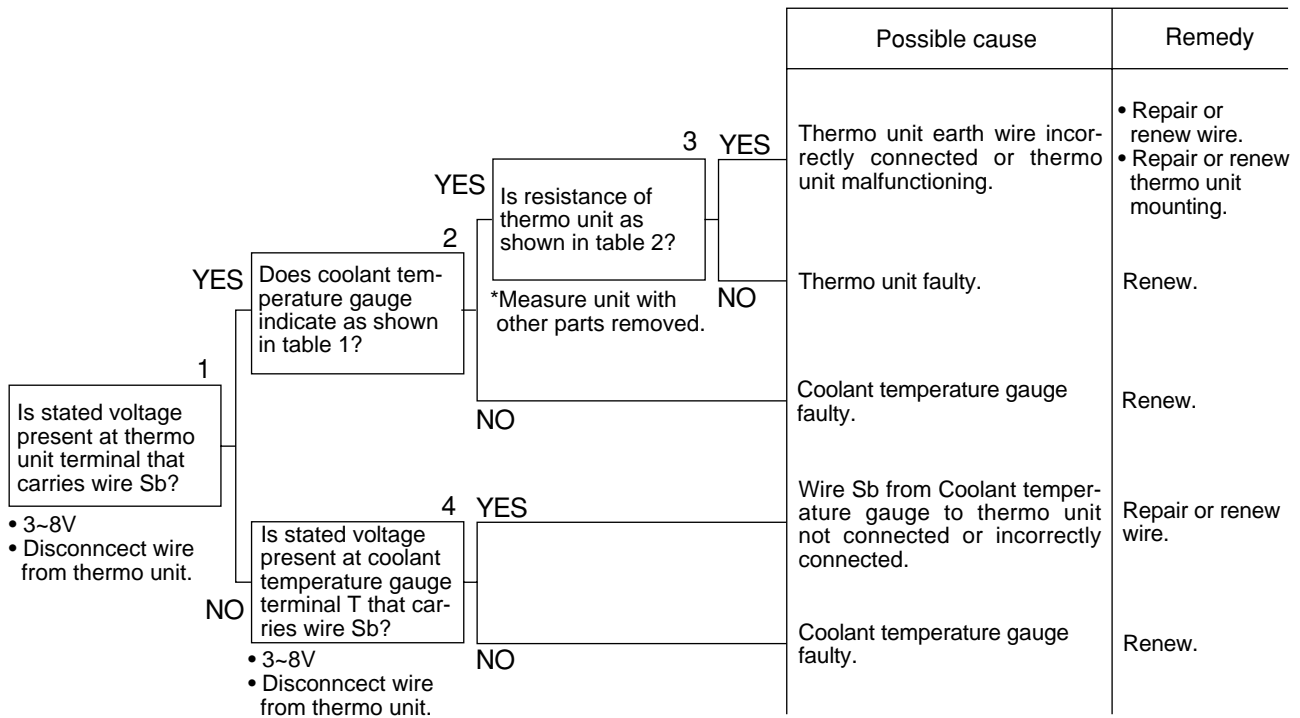 Possible cause
Remedy
1
Is stated voltage
present at thermo
unit terminal that
carries wire Sb?
• 3~8V
• Disconncect wire
from thermo unit.
YES
2
Does coolant tem-
perature gauge
indicate as shown
in table 1?
YES
3
Is resistance of
thermo unit as
shown in table 2?
*Measure unit with
other parts removed.
YES
Thermo unit earth wire incor-
rectly connected or thermo
unit malfunctioning.
• Repair or
renew wire.
• Repair or renew
thermo unit
mounting.
NO
Thermo unit faulty.
Renew.
NO
Coolant temperature gauge
faulty.
Renew.
NO
4
Is stated voltage
present at coolant
temperature gauge
terminal T that car-
ries wire Sb?
• 3~8V
• Disconncect wire
from thermo unit.
YES
Wire Sb from Coolant temper-
ature gauge to thermo unit
not connected or incorrectly
connected.
Repair or renew
wire.
NO
Coolant temperature gauge
faulty.
Renew.